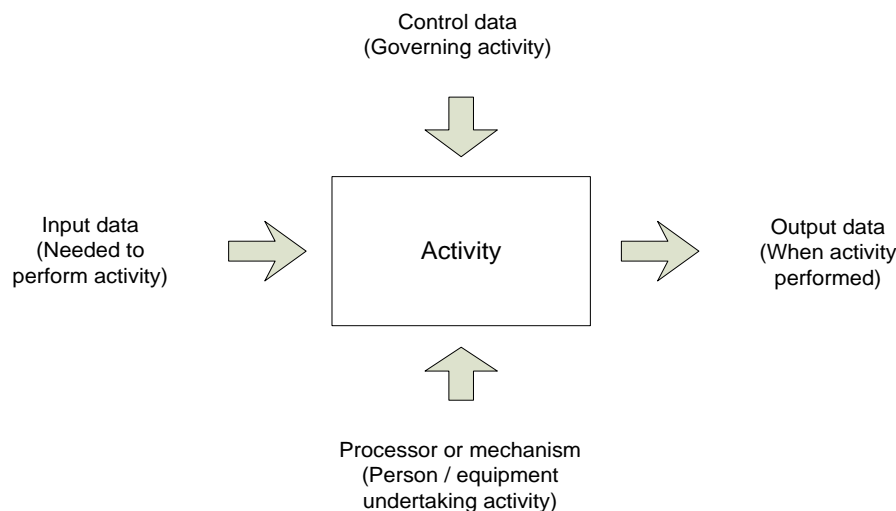 Control data
(Governing activity)
Input data
(Needed to
perform activity)
Activity
Output data
(When activity
performed)
Processor or mechanism
(Person / equipment
undertaking activity)